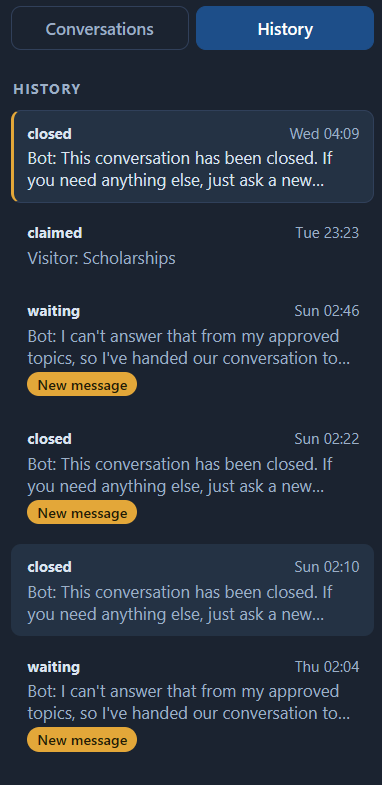 Conversations
History
HISTORY
closed
Wed 04:09
Bot: This conversation has been closed. If
you need anything else, just ask a new...
claimed
Tue 23:23
Visitor: Scholarships
waiting
Sun 02:46
Bot: I can't answer that from my approved
topics, so I've handed our conversation to...
New message
closed
Sun 02:22
Bot: This conversation has been closed. If
you need anything else, just ask a new...
New message
closed
Sun 02:10
Bot: This conversation has been closed. If
you need anything else, just ask a new...
waiting
Thu 02:04
Bot: I can't answer that from my approved
topics, so I've handed our conversation to...
New message